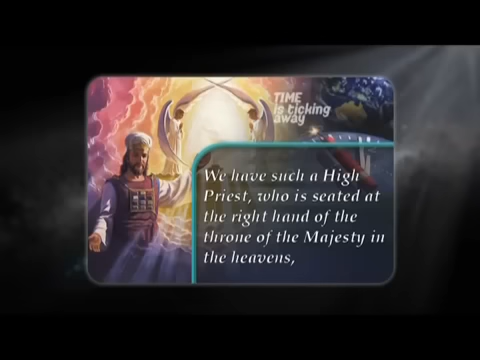 TIME
is ticking
away
We have such a High
Priest, who is seated at
the right hand of the
throne of the Majesty in
the heavens,